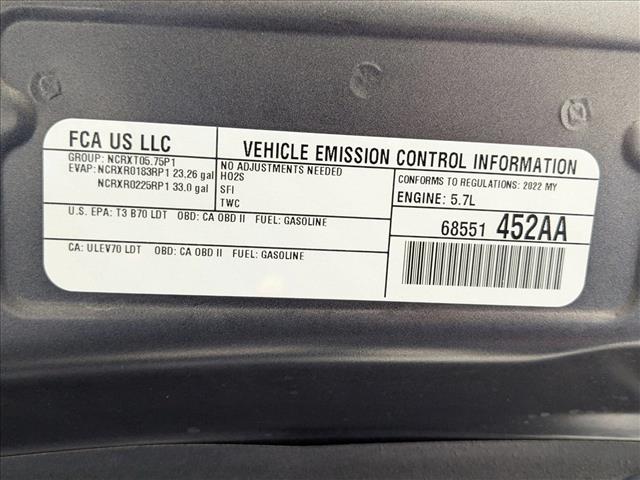 FCA US LLC
GROUP: NCRXT05.75P1
EVAP: NCRXR0183RP1 23,26 gal
NCRXR0225RP1 33.0 gal
VEHICLE EMISSION CONTROL INFORMATION
NO ADJUSTMENTS NEEDED
HO2S
SFI
TWC
CONFORMS TO REGULATIONS: 2022 MY
ENGINE: 5.7L
U.S. EPA: T3 B70 LDT OBD: CA OBD II FUEL: GASOLINE
CA: ULEV70 LDT OBD: CA OBD II FUEL: GASOLINE
68551 452AA